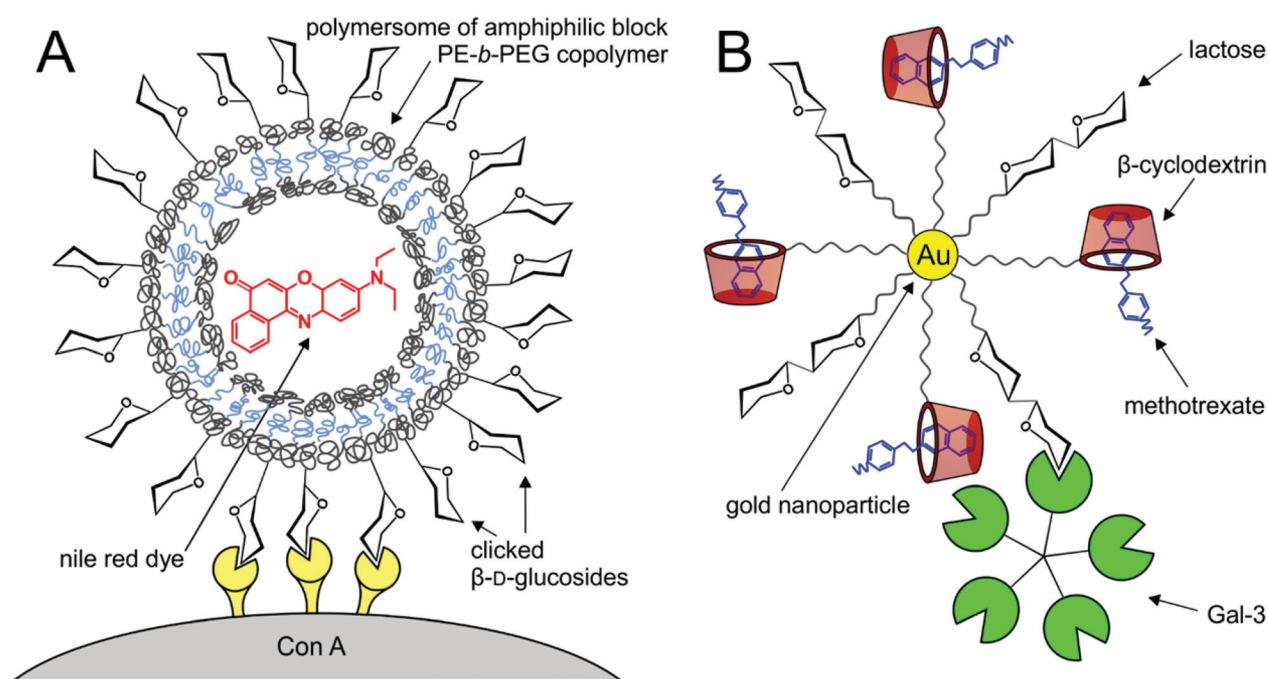 A
polymersome of amphiphilic block
PE-b-PEG copolymer
O
O
N
N
nile red dye
clicked
β-D-glucosides
Con A
B
lactose
β-cyclodextrin
Au
methotrexate
gold nanoparticle
Gal-3